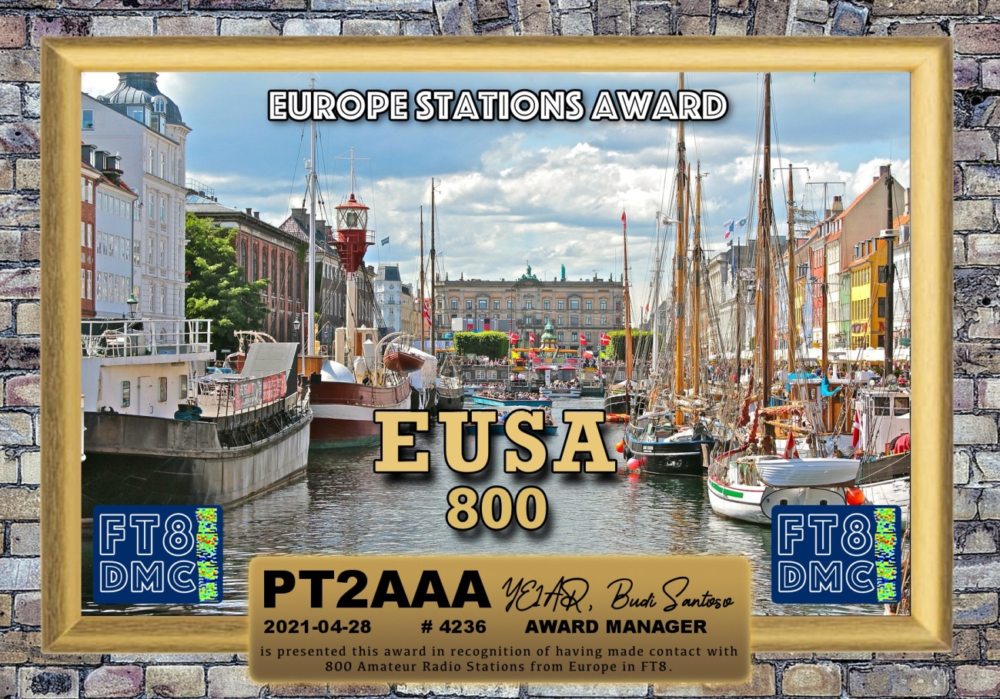 EUROPE STATIONS AWARD
EUSA
800
FT8
DMC
FT8
DMC
PT2AAA YE1AR, Budi Santoso
2021-04-28 # 4236 AWARD MANAGER
is presented this award in recognition of having made contact with
800 Amateur Radio Stations from Europe in FT8.